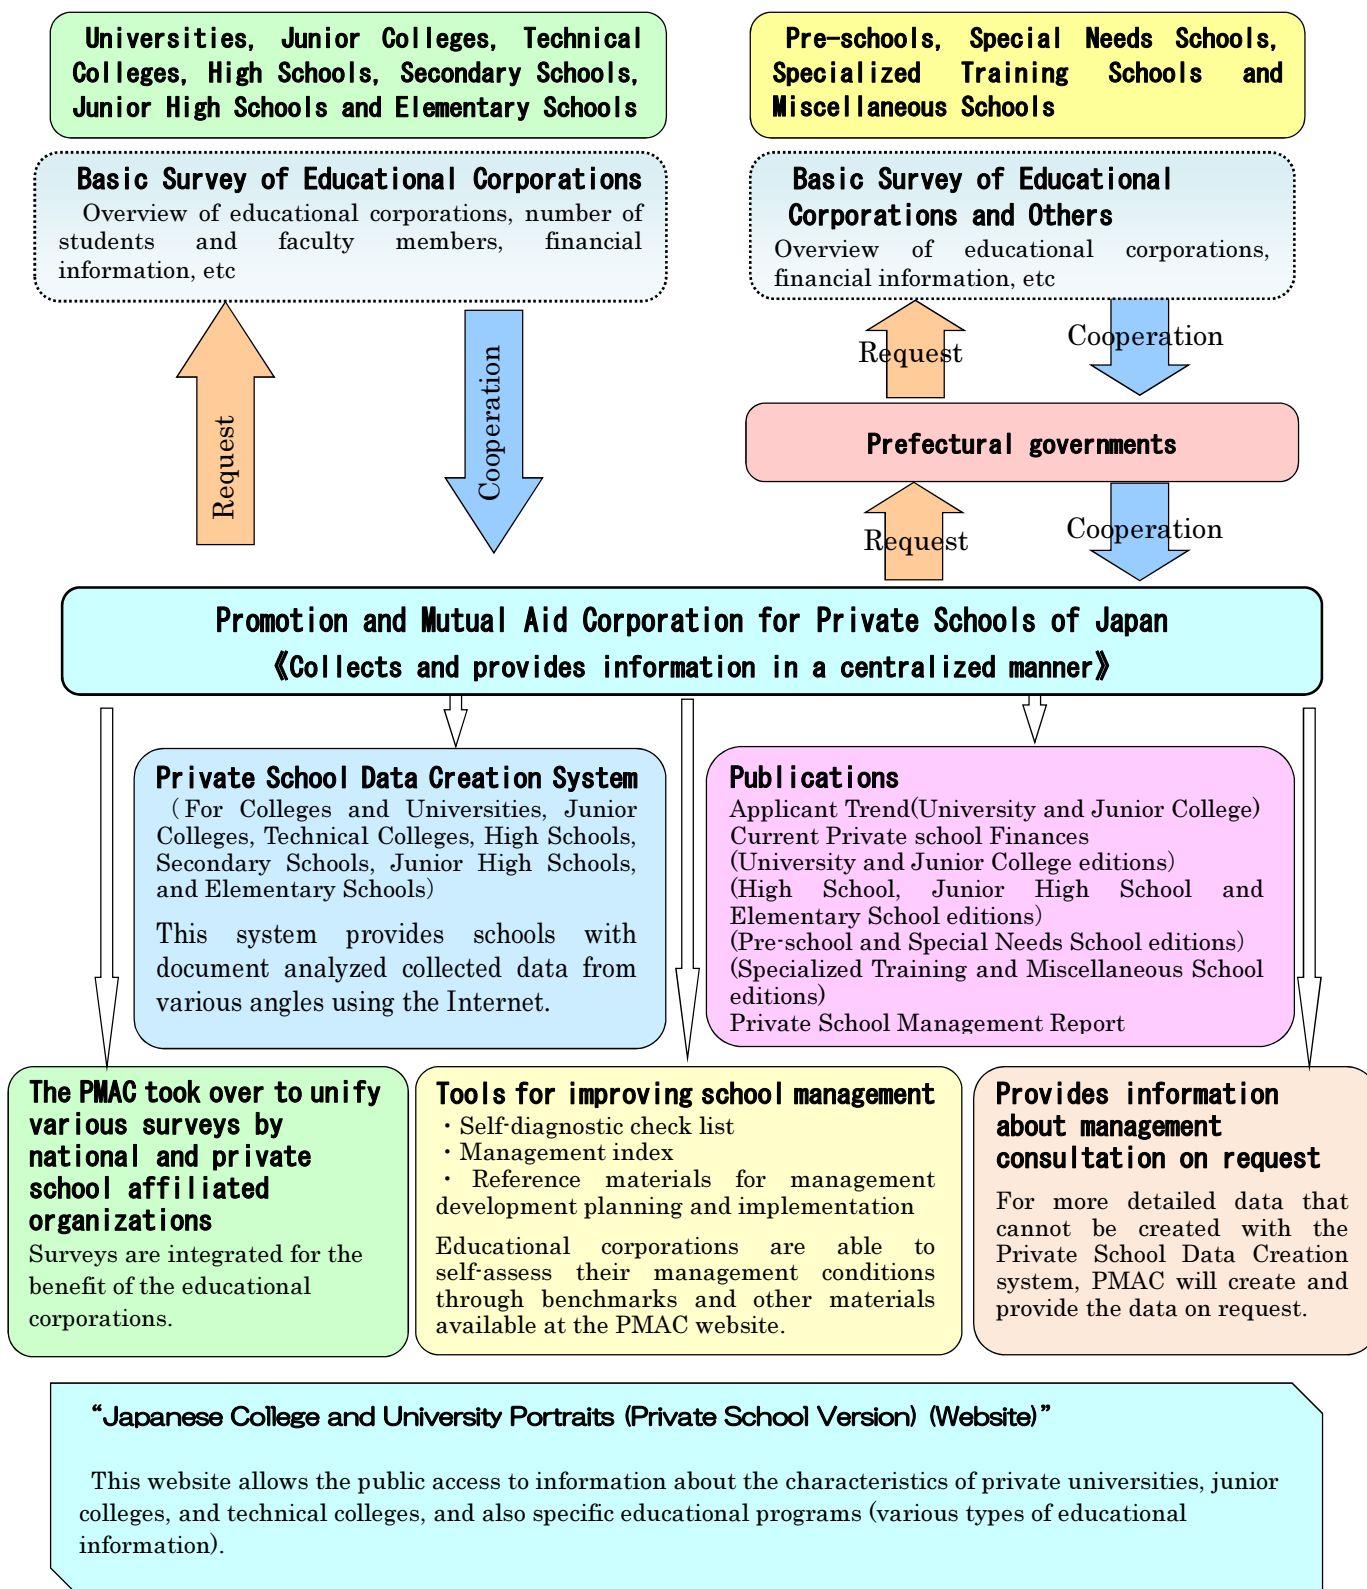 Universities, Junior Colleges, Technical
Colleges, High Schools, Secondary Schools,
Junior High Schools and Elementary Schools
Pre-schools, Special Needs Schools,
Specialized Training Schools and
Miscellaneous Schools
Basic Survey of Educational Corporations
Overview of educational corporations, number of
students and faculty members, financial
information, etc
Basic Survey of Educational
Corporations and Others
Overview of educational corporations,
financial information, etc
Request
Cooperation
Request
Cooperation
Prefectural governments
Request
Cooperation
Promotion and Mutual Aid Corporation for Private Schools of Japan
《Collects and provides information in a centralized manner》
Private School Data Creation System
（For Colleges and Universities, Junior
Colleges, Technical Colleges, High Schools,
Secondary Schools, Junior High Schools,
and Elementary Schools）
This system provides schools with
document analyzed collected data from
various angles using the Internet.
Publications
Applicant Trend(University and Junior College)
Current Private school Finances
(University and Junior College editions）
(High School, Junior High School and
Elementary School editions）
(Pre-school and Special Needs School editions）
(Specialized Training and Miscellaneous School
editions)
Private School Management Report
The PMAC took over to unify
various surveys by
national and private
school affiliated
organizations
Surveys are integrated for the
benefit of the educational
corporations.
Tools for improving school management
・Self-diagnostic check list
・Management index
・Reference materials for management
development planning and implementation
Educational corporations are able to
self-assess their management conditions
through benchmarks and other materials
available at the PMAC website.
Provides information
about management
consultation on request
For more detailed data that
cannot be created with the
Private School Data Creation
system, PMAC will create and
provide the data on request.
“Japanese College and University Portraits (Private School Version) (Website)”
This website allows the public access to information about the characteristics of private universities, junior
colleges, and technical colleges, and also specific educational programs (various types of educational
information).